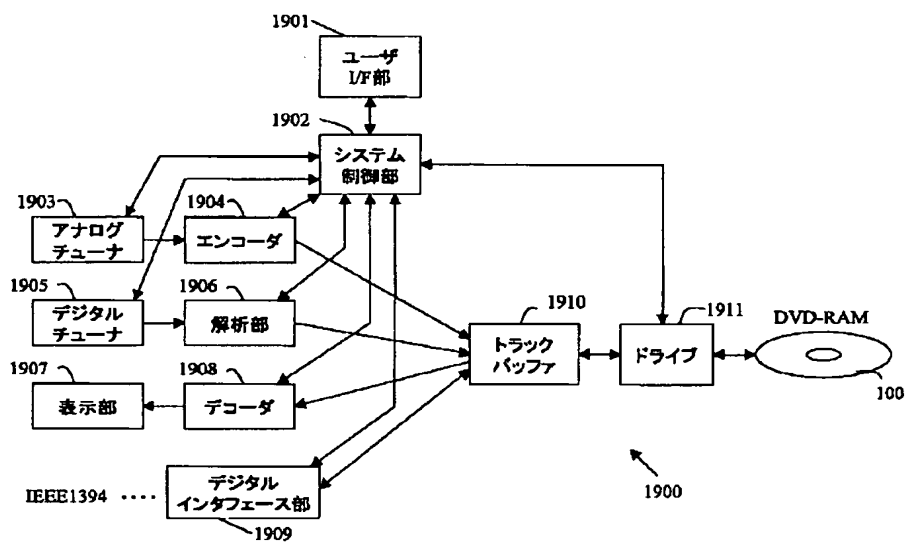 1901
ユーザ
I/F部
1902
システム
制御部
1903
アナログ
チューナ
1904
エンコーダ
1905
デジタル
チューナ
1906
解析部
1910
トラック
バッファ
1911
ドライブ
DVD-RAM
100
1907
表示部
1908
デコーダ
IEEE1394
デジタル
インタフェース部
1909
1900